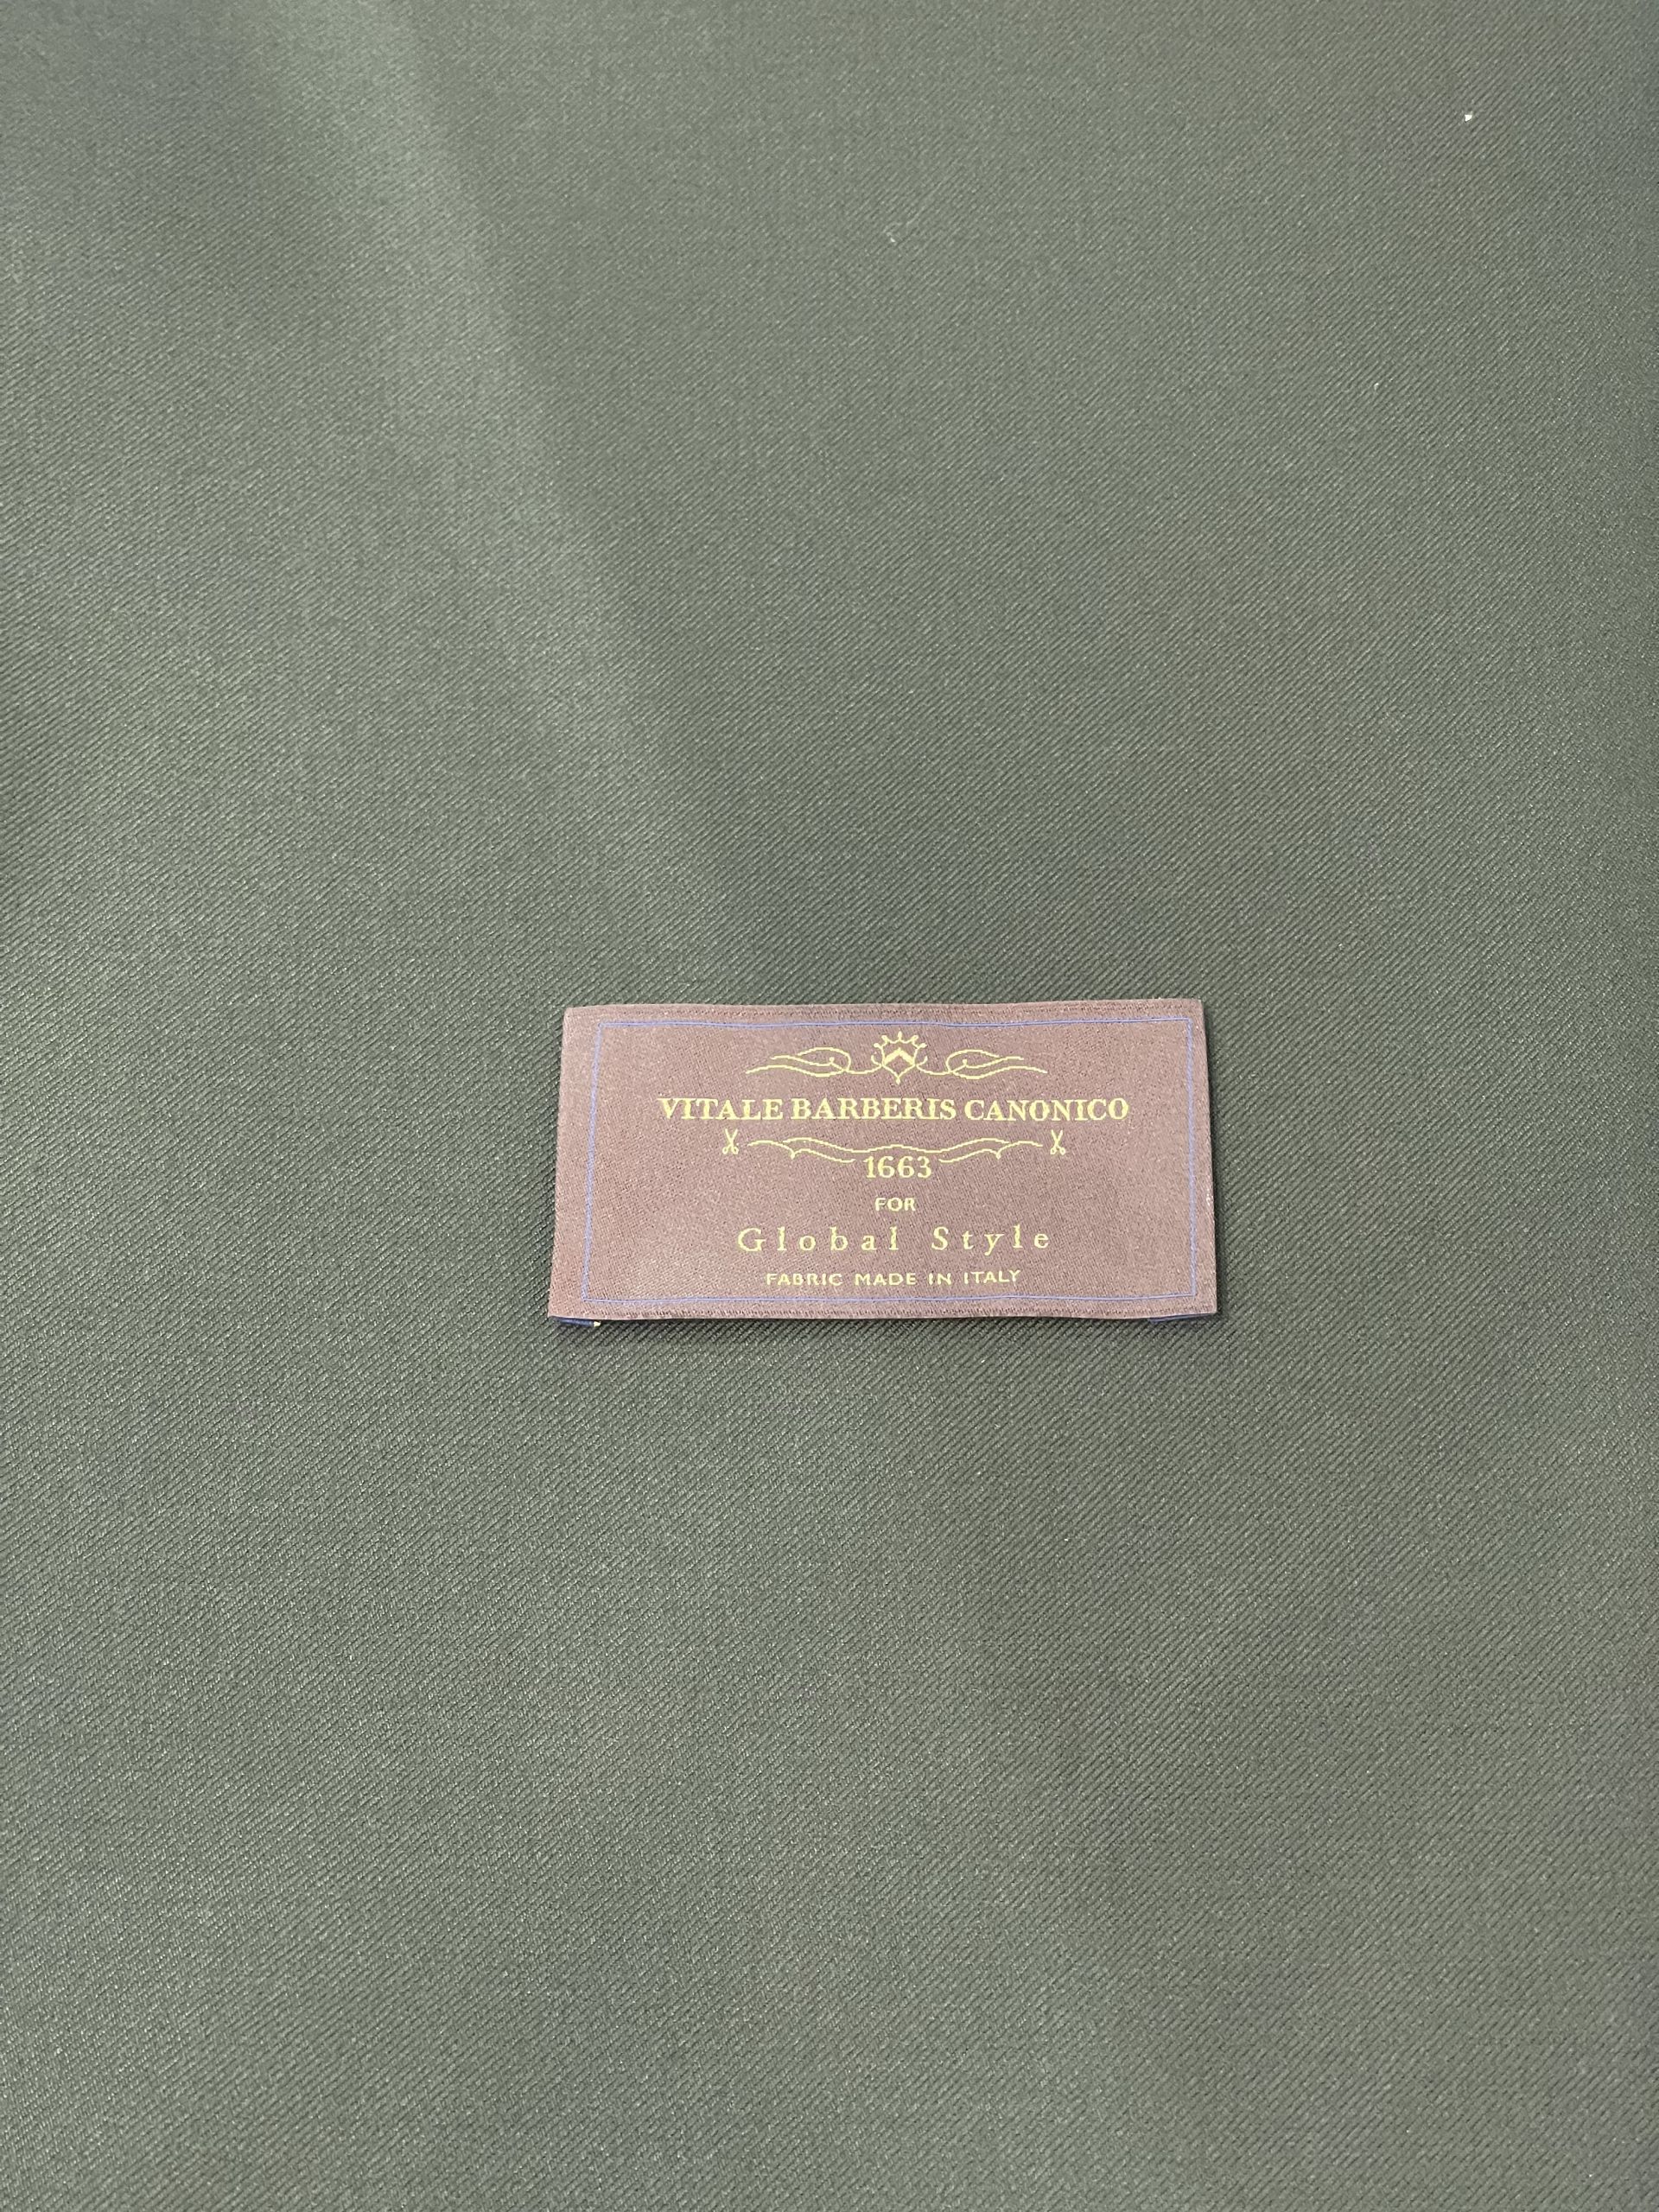 VITALE BARBERIS CANONICO
1663
FOR
Global Style
FABRIC MADE IN ITALY